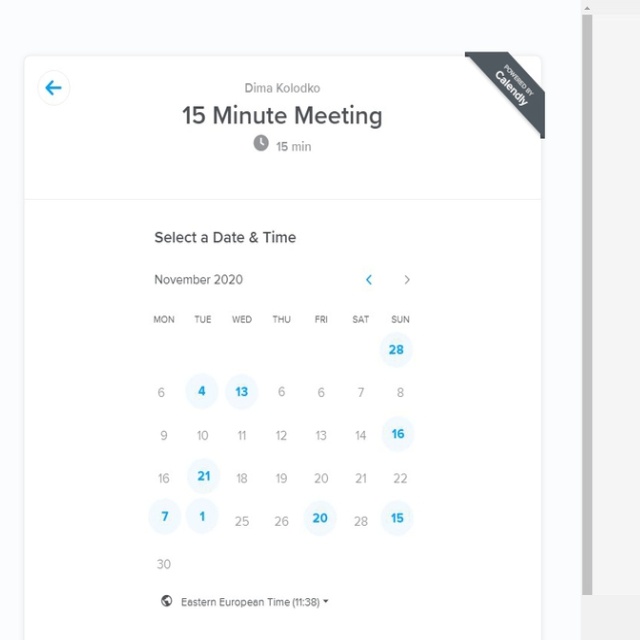 POWERED BY
Calendly
Dima Kolodko
15 Minute Meeting
15 min
Select a Date & Time
November 2020
MON TUE WED THU FRI SAT SUN
28
6 4 13 6 6 7 8
9 10 11 12 13 14 16
16 21 18 19 20 21 22
7 1 25 26 20 28 15
30
Eastern European Time (11:38)